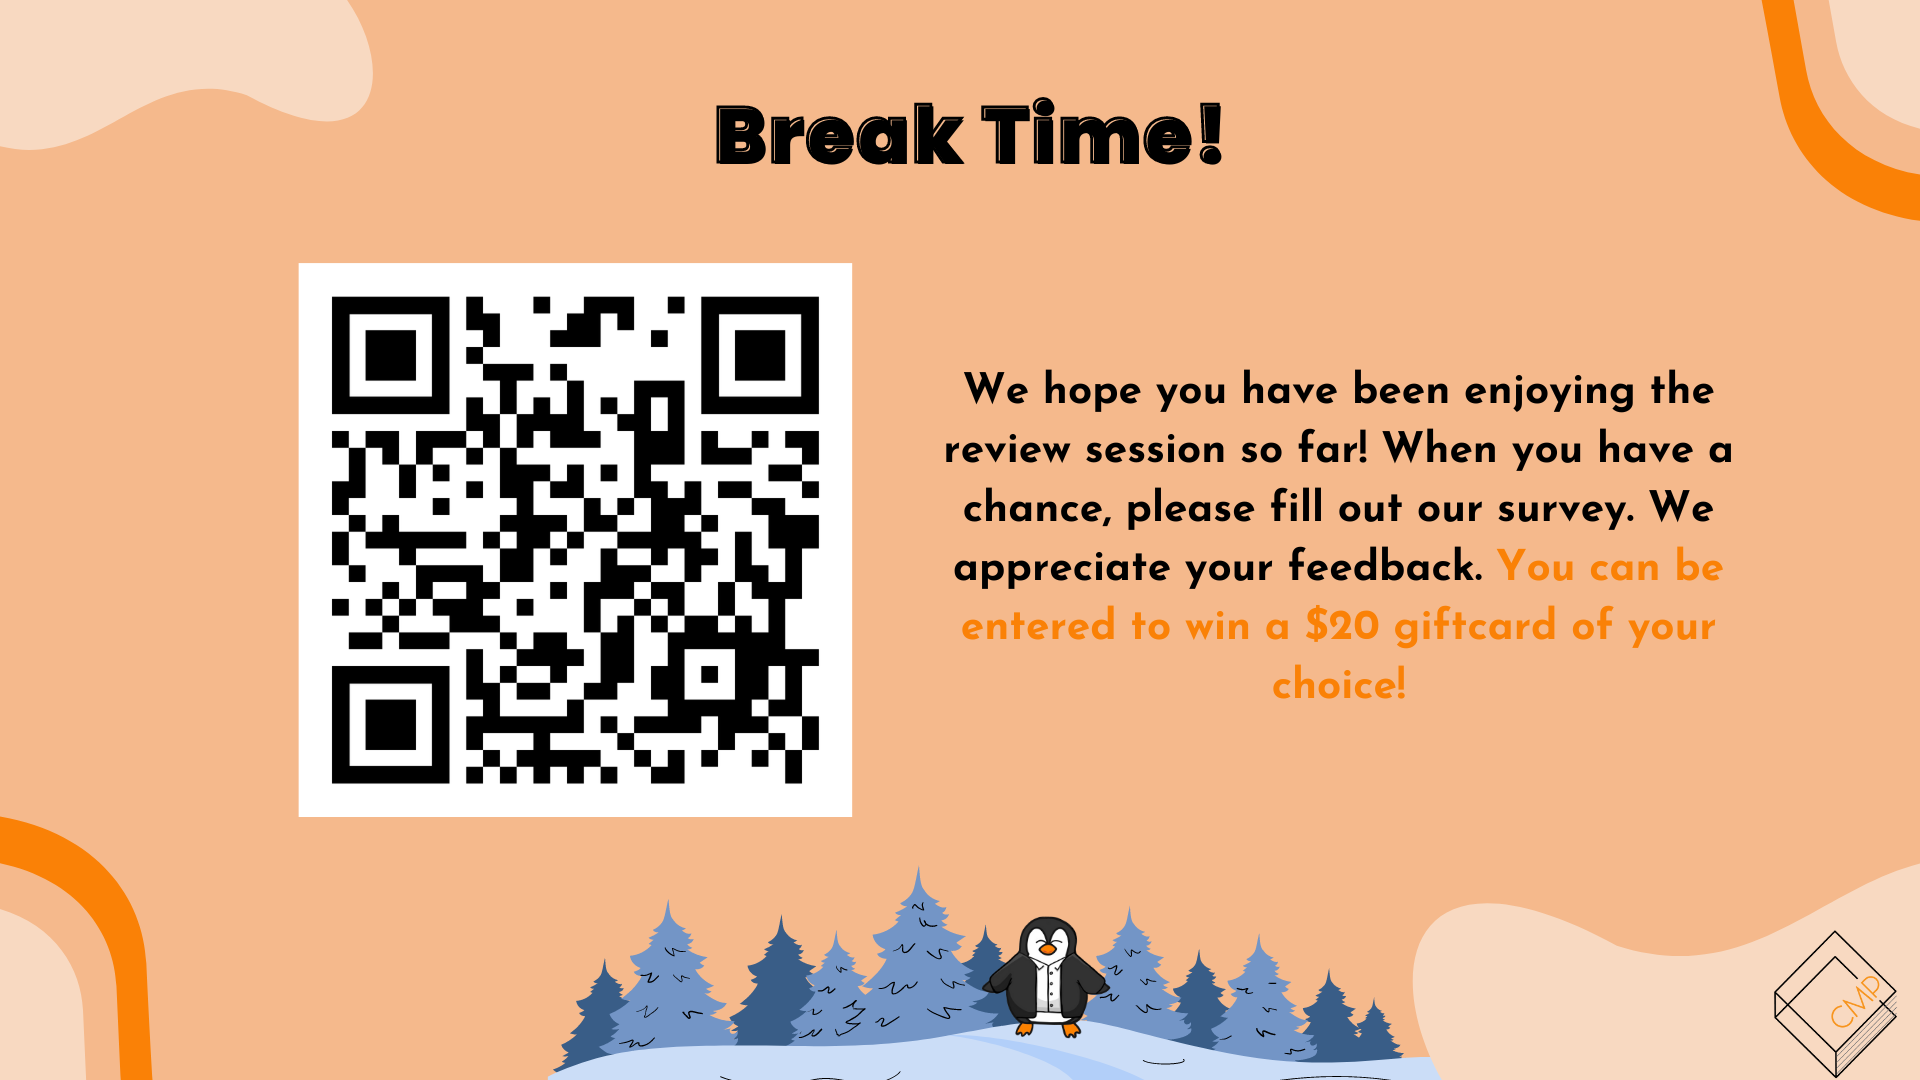 Break Time!
We hope you have been enjoying the
review session so far! When you have a
chance, please fill out our survey. We
appreciate your feedback. You can be
entered to win a $20 giftcard of your
choice!
CMP